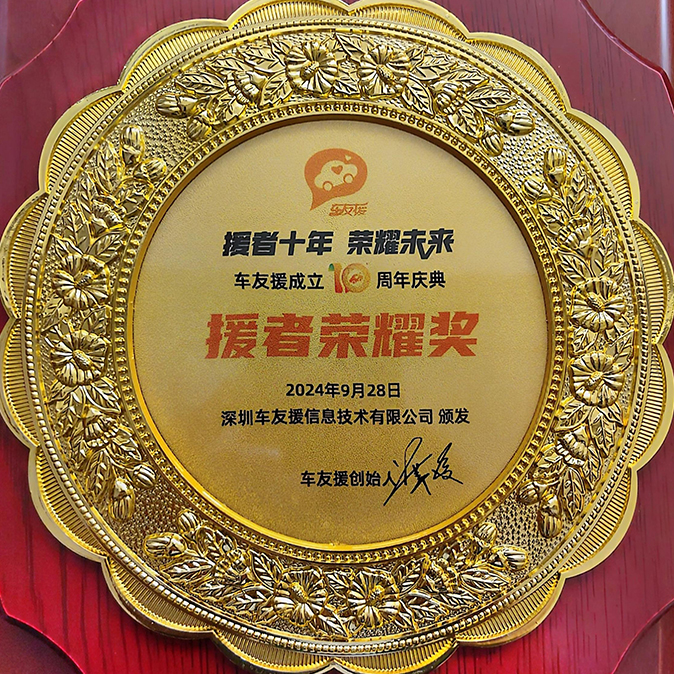 车友援
援者十年 荣耀未来
车友援成立10周年庆典
援者荣耀奖
2024年9月28日
深圳车友援信息技术有限公司 颁发
车友援创始人